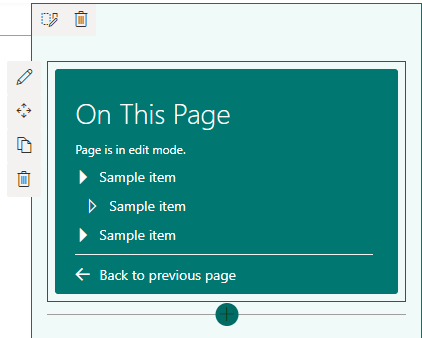 On This Page
Page is in edit mode.
Sample item
Sample item
Sample item
Back to previous page